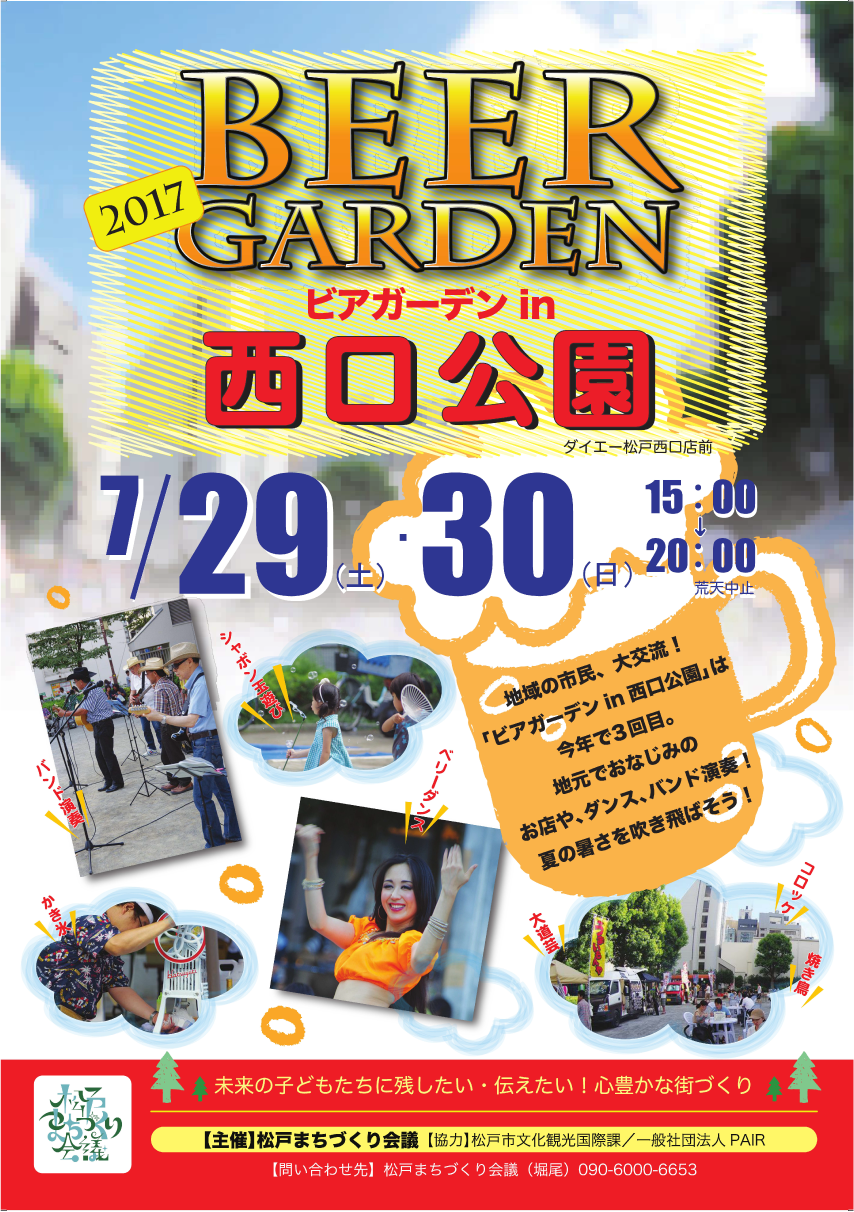 BEER
2017
GARDEN
ビアガーデン in
西口公園
ダイエー松戸西口店前
7/29(土)・30(日)
15:00
↓
20:00
荒天中止
地域の市民、大交流!
「ビアガーデン in 西口公園」は
今年で3回目。
地元でおなじみの
お店や、ダンス、バンド演奏!
夏の暑さを吹き飛ばそう!
シャボン玉遊び
バンド演奏
ベリーダンス
かき氷
大道芸
コロッケ
焼き鳥
未来の子どもたちに残したい・伝えたい!心豊かな街づくり
松戸
まちづくり
会議
【主催】松戸まちづくり会議【協力】松戸市文化観光国際課/一般社団法人 PAIR
【問い合わせ先】松戸まちづくり会議(堀尾)090-6000-6653